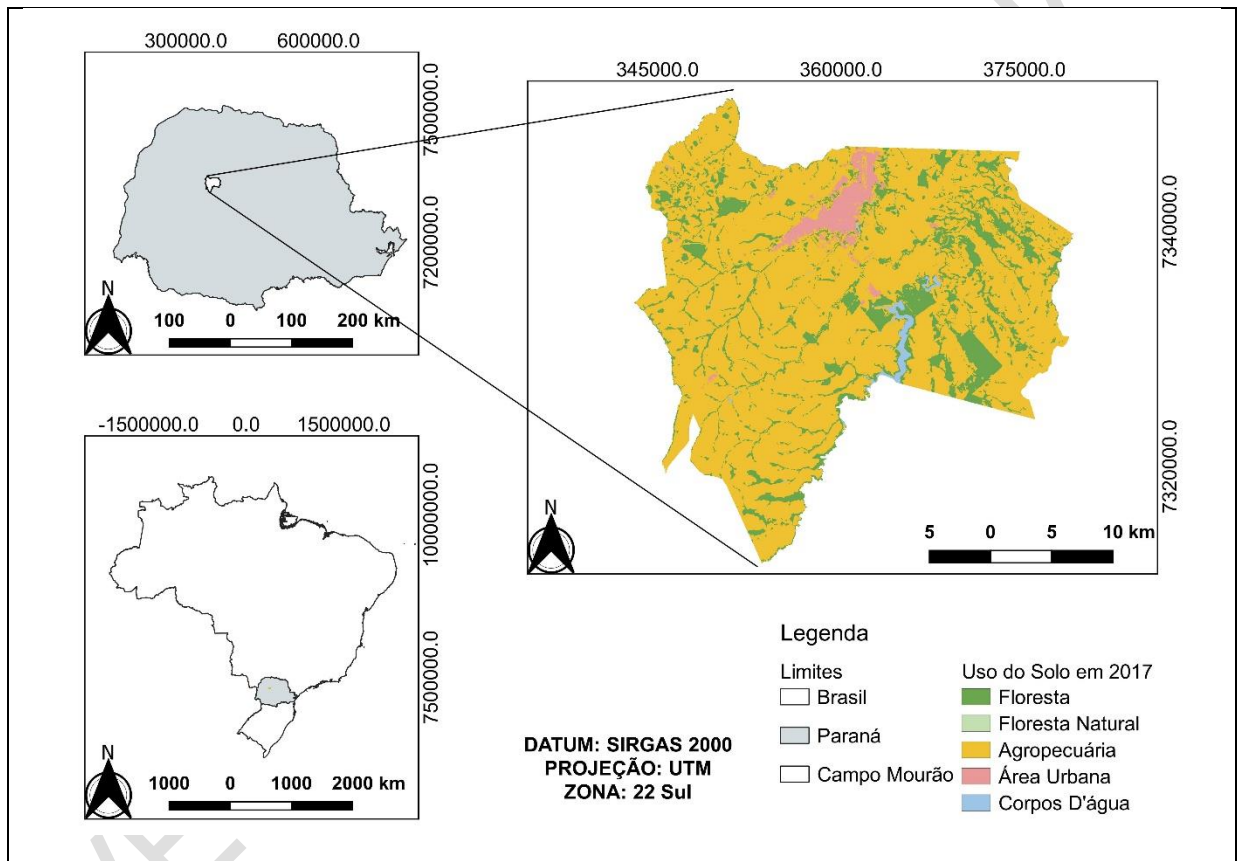 300000.0 600000.0
7500000.0
7200000.0
N
100 0 100 200 km
345000.0 360000.0 375000.0
7340000.0
7320000.0
N
5 0 5 10 km
-1500000.0 0.0 1500000.0
10000000.0
7500000.0
N
1000 0 1000 2000 km
DATUM: SIRGAS 2000
PROJEÇÃO: UTM
ZONA: 22 Sul
Legenda
Limites
Brasil
Paraná
Campo Mourão
Uso do Solo em 2017
Floresta
Floresta Natural
Agropecuária
Área Urbana
Corpos D'água